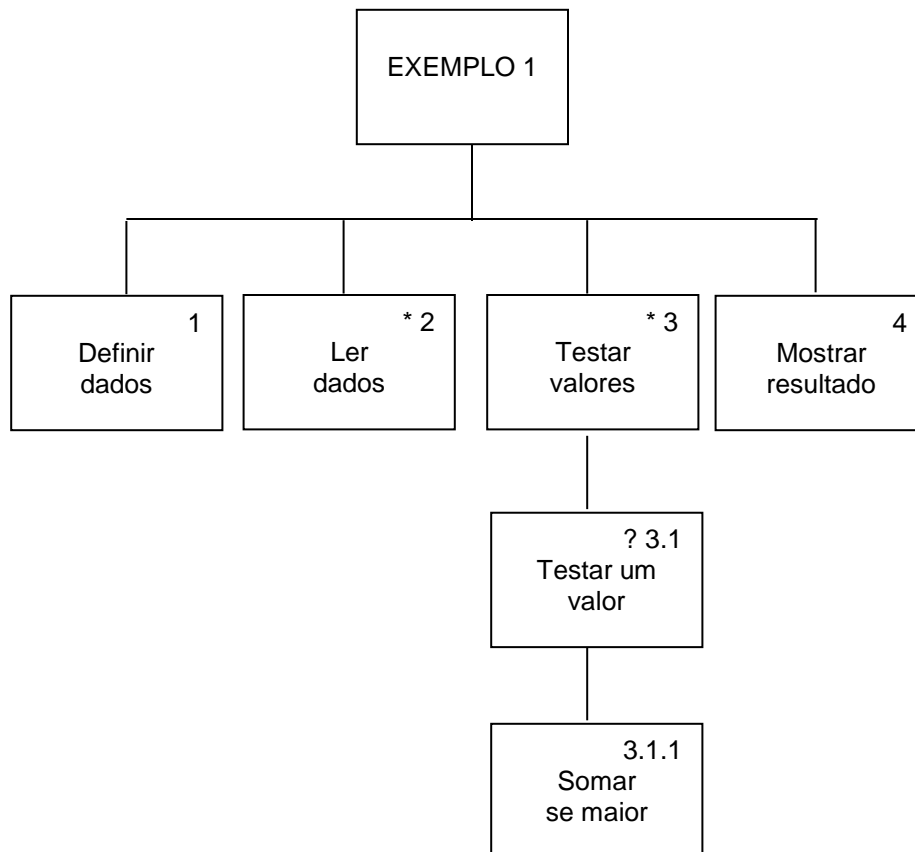 EXEMPLO 1
1
Definir
dados
* 2
Ler
dados
* 3
Testar
valores
4
Mostrar
resultado
? 3.1
Testar um
valor
3.1.1
Somar
se maior